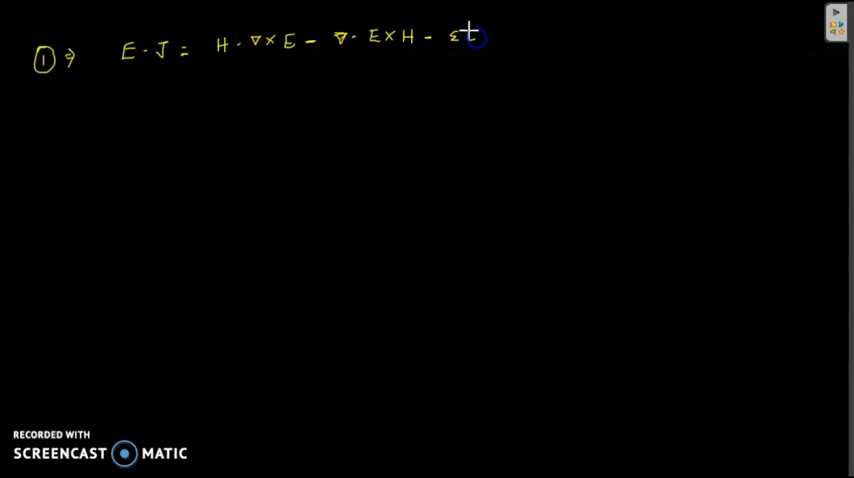 ① ⇒ E · J = H · ∇ × E - ∇ · E × H - ε
RECORDED WITH
SCREENCAST MATIC